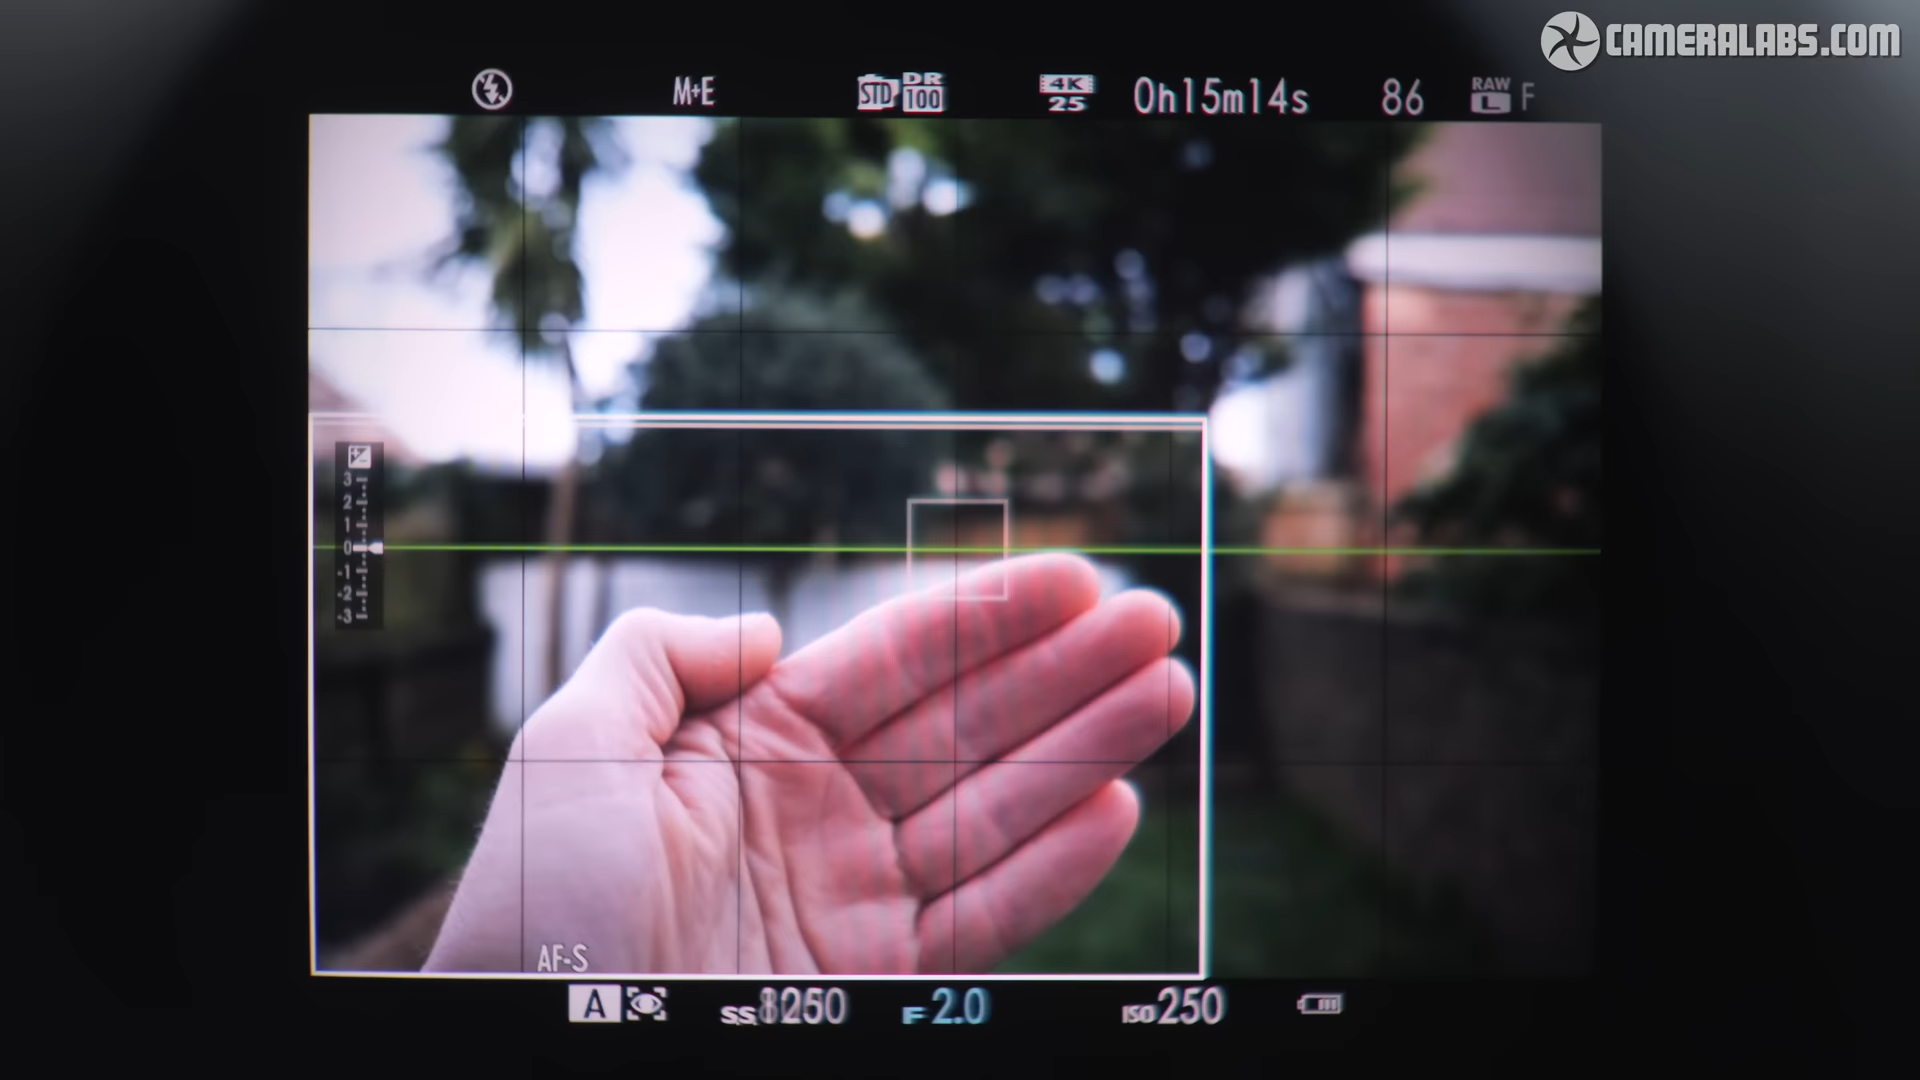 CAMERALABS.COM
M+E STD DR 100 4K 25 0h15m14s 86 RAW L F
3
2
1
0
-1
-2
-3
AF-S
A SS F 2.0 ISO 250